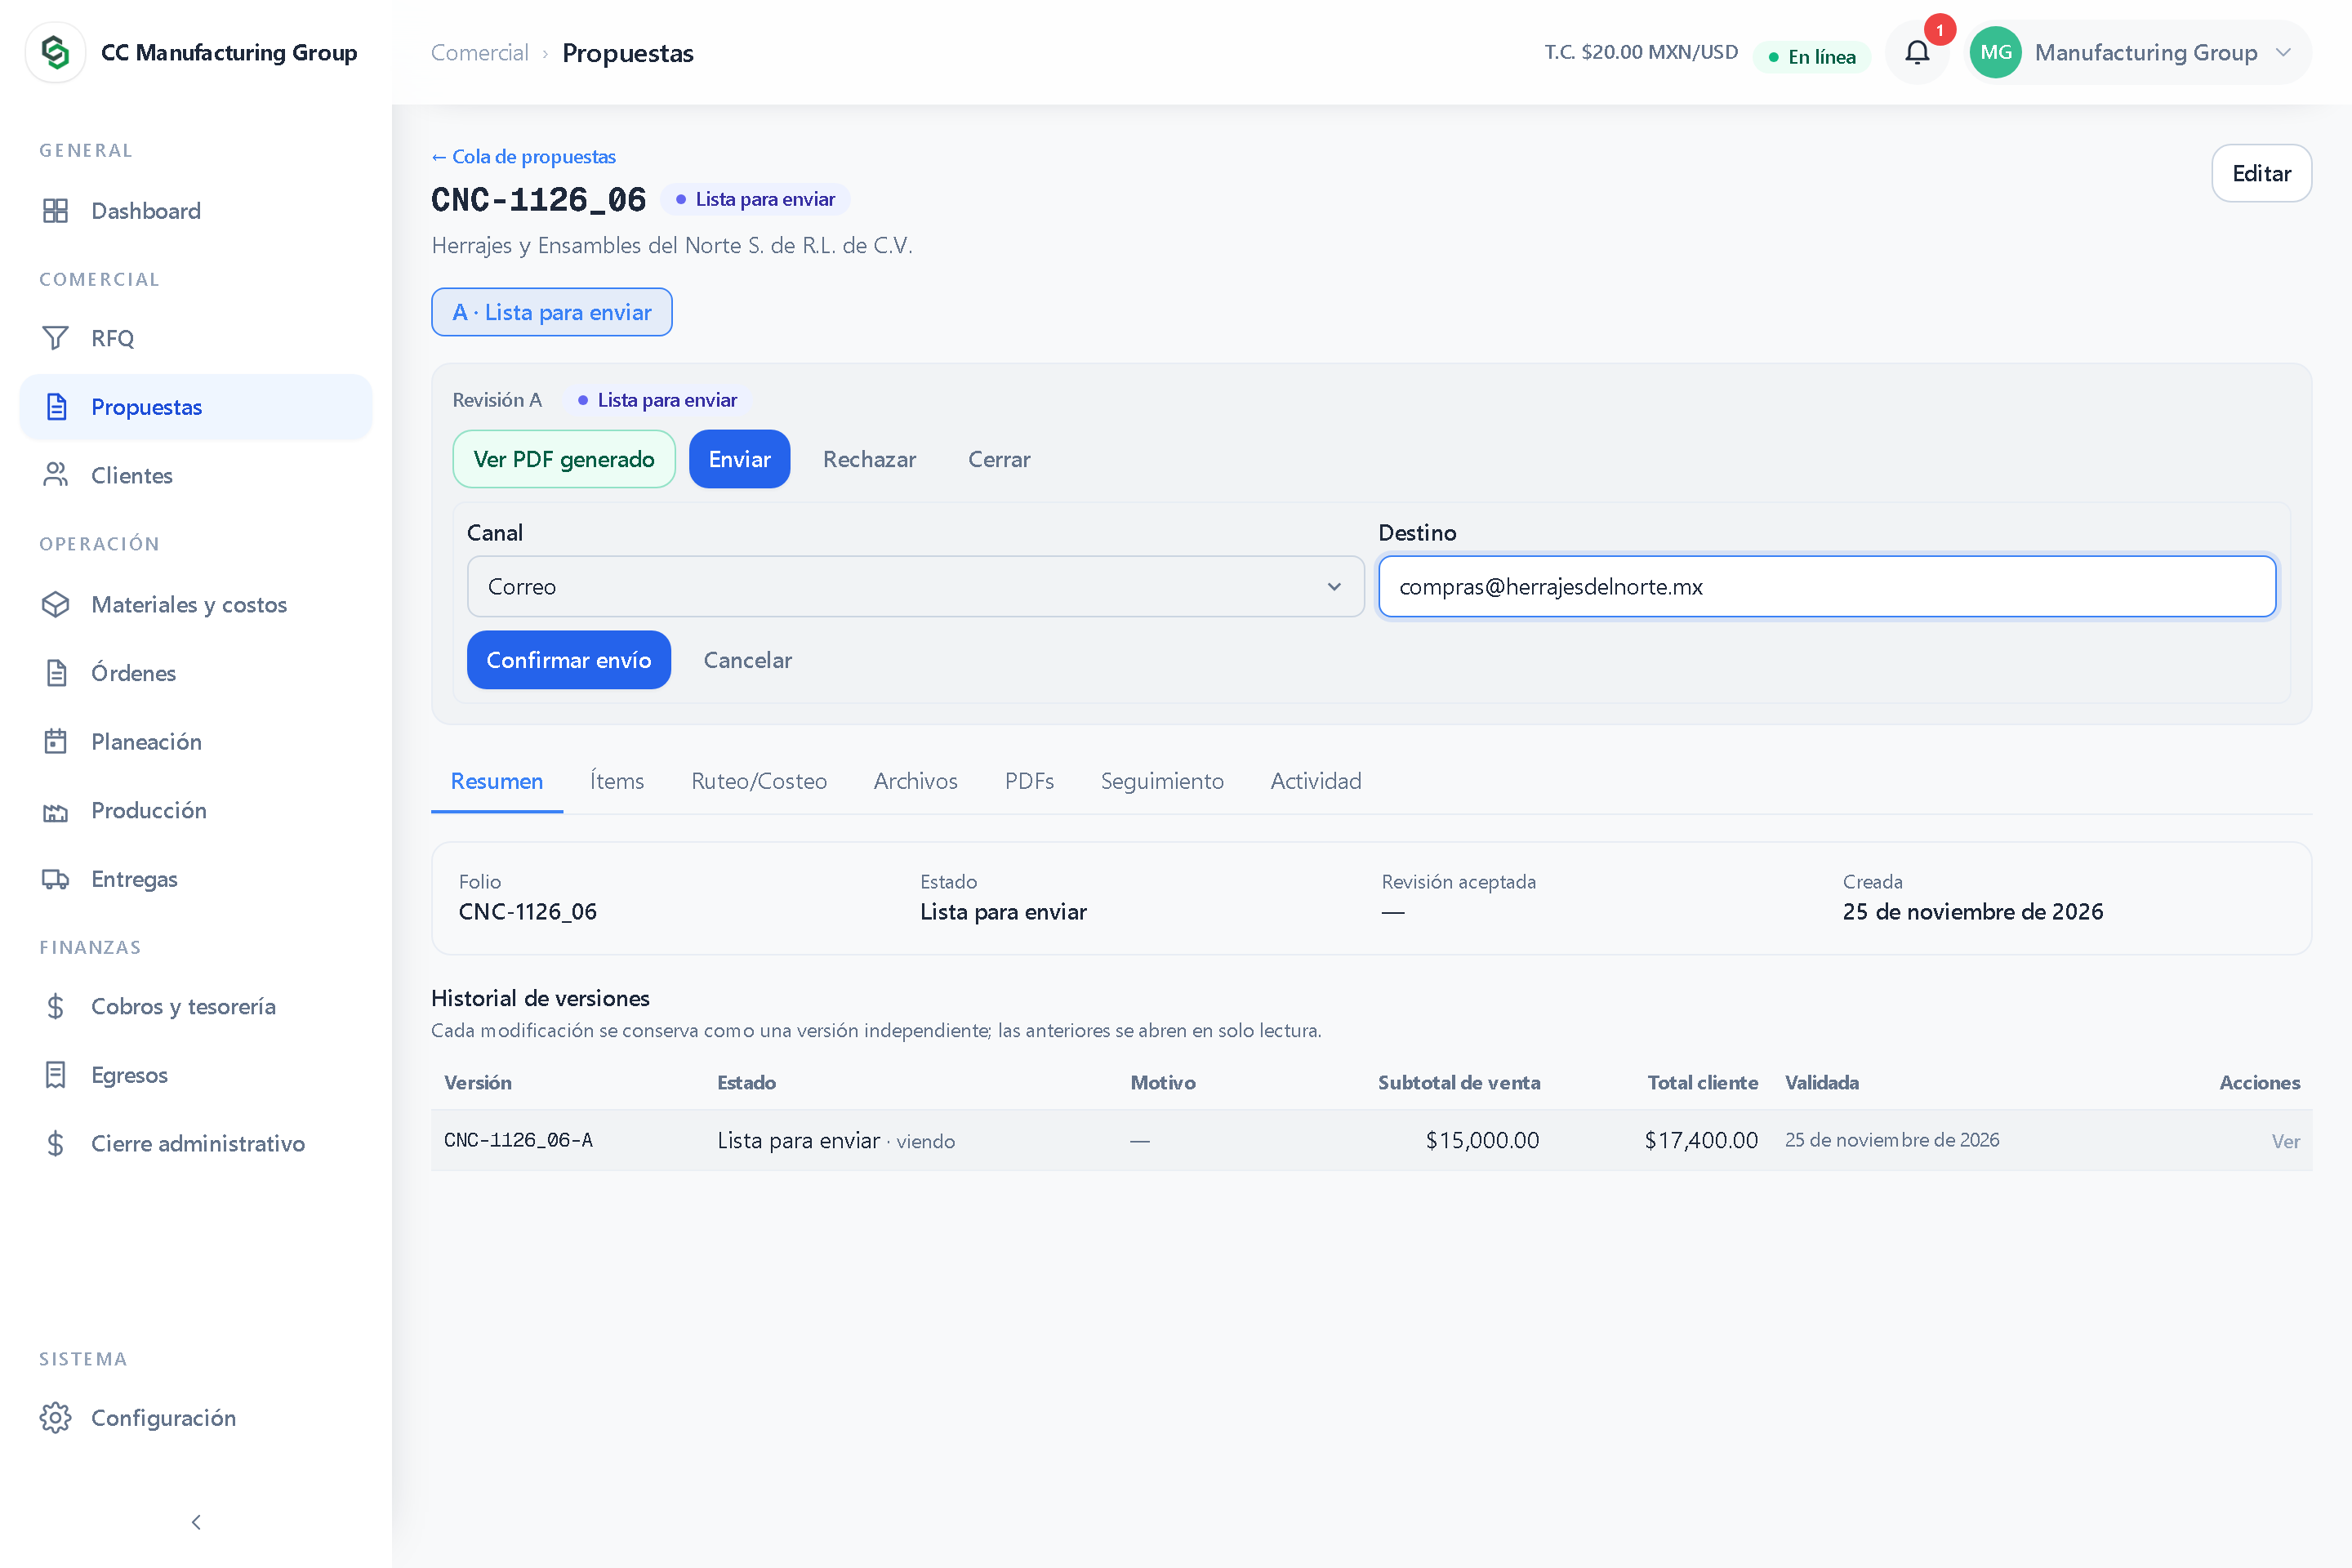 CC Manufacturing Group
Comercial › Propuestas
T.C. $20.00 MXN/USD
En línea
1
MG
Manufacturing Group
GENERAL
Dashboard
COMERCIAL
RFQ
Propuestas
Clientes
OPERACIÓN
Materiales y costos
Órdenes
Planeación
Producción
Entregas
FINANZAS
Cobros y tesorería
Egresos
Cierre administrativo
SISTEMA
Configuración
← Cola de propuestas
Editar
CNC-1126_06
Lista para enviar
Herrajes y Ensambles del Norte S. de R.L. de C.V.
A · Lista para enviar
Revisión A
Lista para enviar
Ver PDF generado
Enviar
Rechazar
Cerrar
Canal
Destino
Correo
compras@herrajesdelnorte.mx
Confirmar envío
Cancelar
Resumen
Ítems
Ruteo/Costeo
Archivos
PDFs
Seguimiento
Actividad
Folio
CNC-1126_06
Estado
Lista para enviar
Revisión aceptada
—
Creada
25 de noviembre de 2026
Historial de versiones
Cada modificación se conserva como una versión independiente; las anteriores se abren en solo lectura.
Versión Estado Motivo Subtotal de venta Total cliente Validada Acciones
CNC-1126_06-A Lista para enviar · viendo — $15,000.00 $17,400.00 25 de noviembre de 2026 Ver